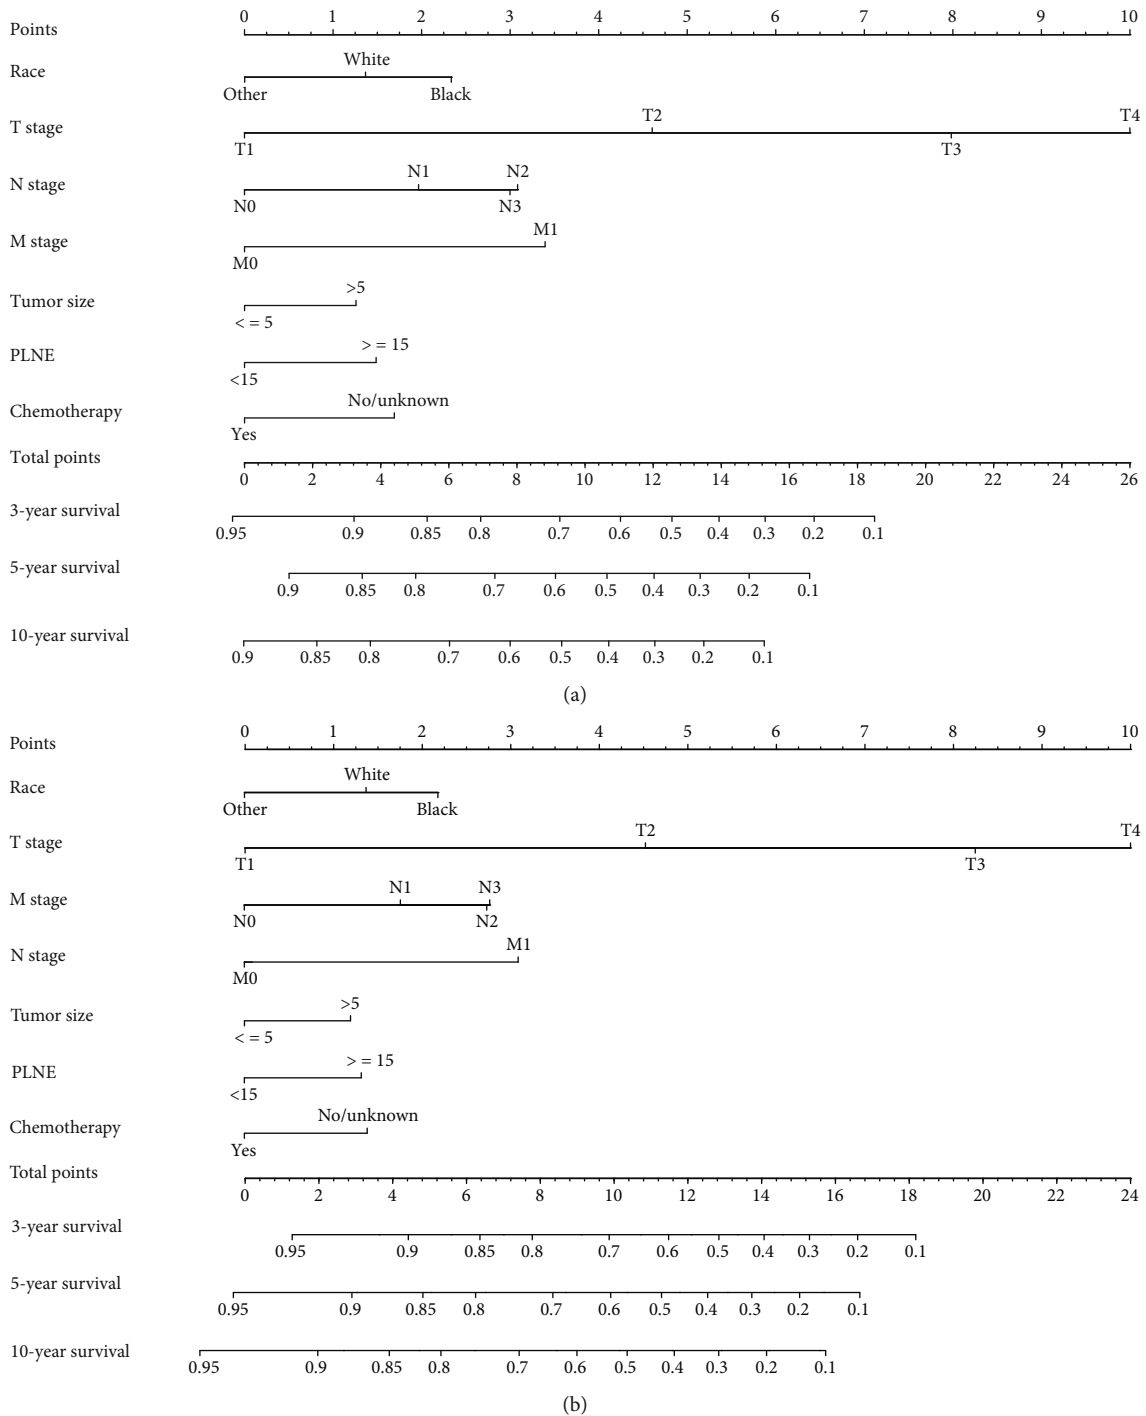 Points 0 1 2 3 4 5 6 7 8 9 10
Race White
Other Black
T stage T2 T4
T1 T3
N stage N1 N2
N0 N3
M stage M1
M0
Tumor size >5
< = 5
PLNE > = 15
<15
Chemotherapy No/unknown
Yes
Total points
0 2 4 6 8 10 12 14 16 18 20 22 24 26
3-year survival
0.95 0.9 0.85 0.8 0.7 0.6 0.5 0.4 0.3 0.2 0.1
5-year survival
0.9 0.85 0.8 0.7 0.6 0.5 0.4 0.3 0.2 0.1
10-year survival
0.9 0.85 0.8 0.7 0.6 0.5 0.4 0.3 0.2 0.1
(a)
Points 0 1 2 3 4 5 6 7 8 9 10
Race White
Other Black
T stage T2 T4
T1 T3
M stage N1 N3
N0 N2
N stage M1
M0
Tumor size >5
< = 5
PLNE > = 15
<15
Chemotherapy No/unknown
Yes
Total points
0 2 4 6 8 10 12 14 16 18 20 22 24
3-year survival
0.95 0.9 0.85 0.8 0.7 0.6 0.5 0.4 0.3 0.2 0.1
5-year survival
0.95 0.9 0.85 0.8 0.7 0.6 0.5 0.4 0.3 0.2 0.1
10-year survival
0.95 0.9 0.85 0.8 0.7 0.6 0.5 0.4 0.3 0.2 0.1
(b)